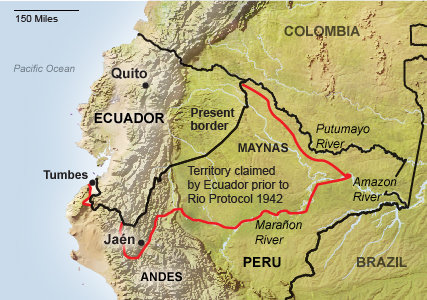 150 Miles
COLOMBIA
Pacific Ocean
Quito
ECUADOR
Present
border
MAYNAS
Putumayo
River
Tumbes
Territory claimed
by Ecuador prior to
Rio Protocol 1942
Amazon
River
Marañon
River
Jaén
ANDES
PERU
BRAZIL